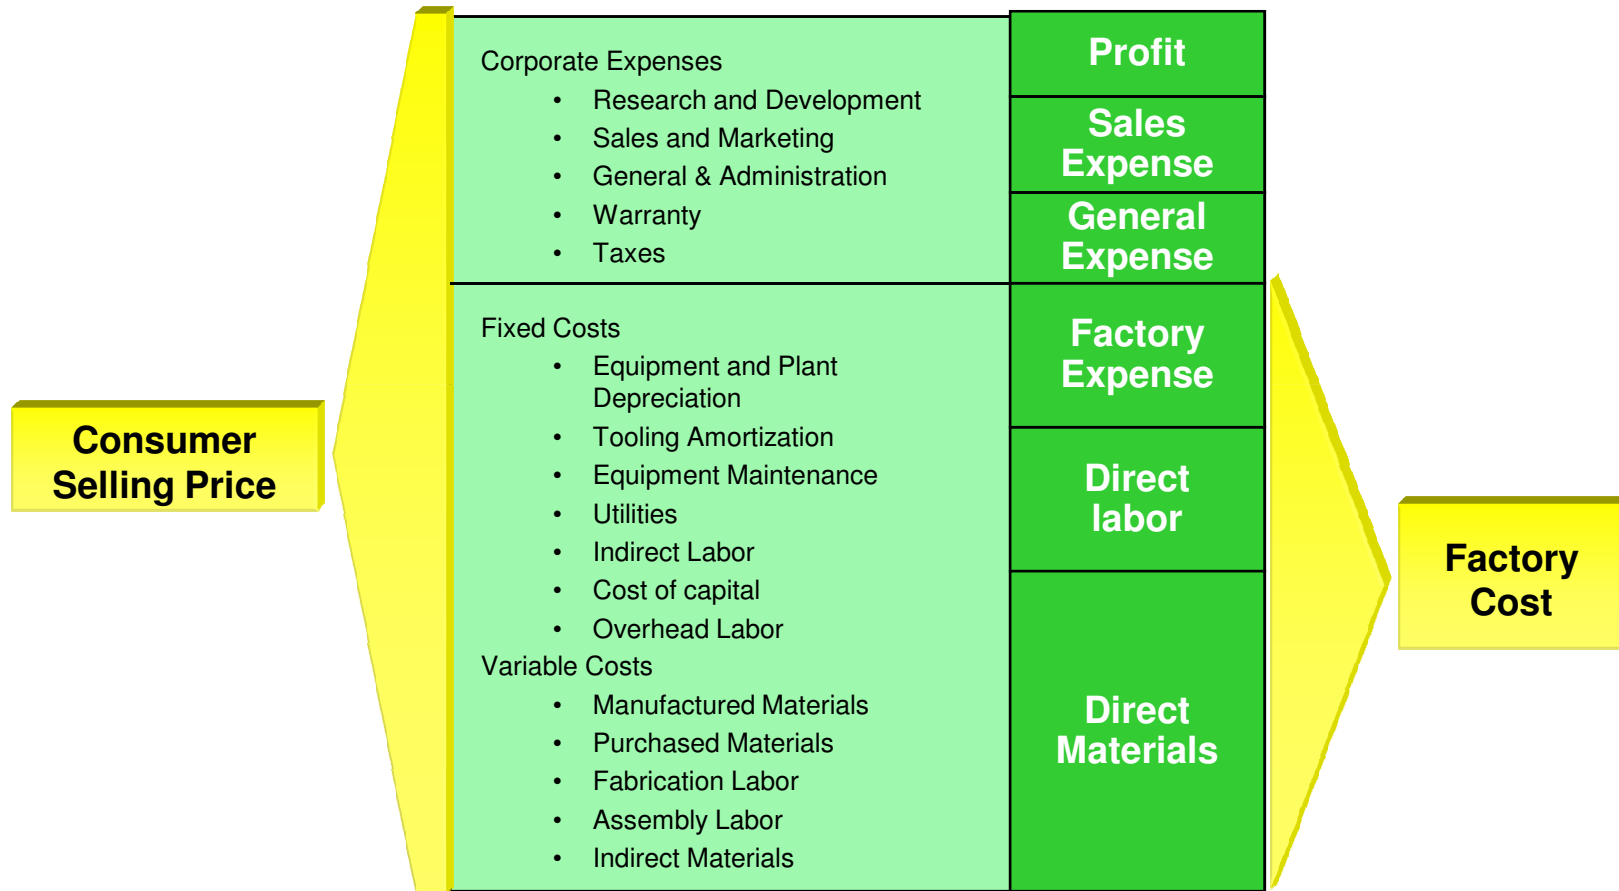 Consumer
Selling Price
Corporate Expenses
• Research and Development
• Sales and Marketing
• General & Administration
• Warranty
• Taxes
Fixed Costs
• Equipment and Plant
Depreciation
• Tooling Amortization
• Equipment Maintenance
• Utilities
• Indirect Labor
• Cost of capital
• Overhead Labor
Variable Costs
• Manufactured Materials
• Purchased Materials
• Fabrication Labor
• Assembly Labor
• Indirect Materials
Profit
Sales
Expense
General
Expense
Factory
Expense
Direct
labor
Direct
Materials
Factory
Cost